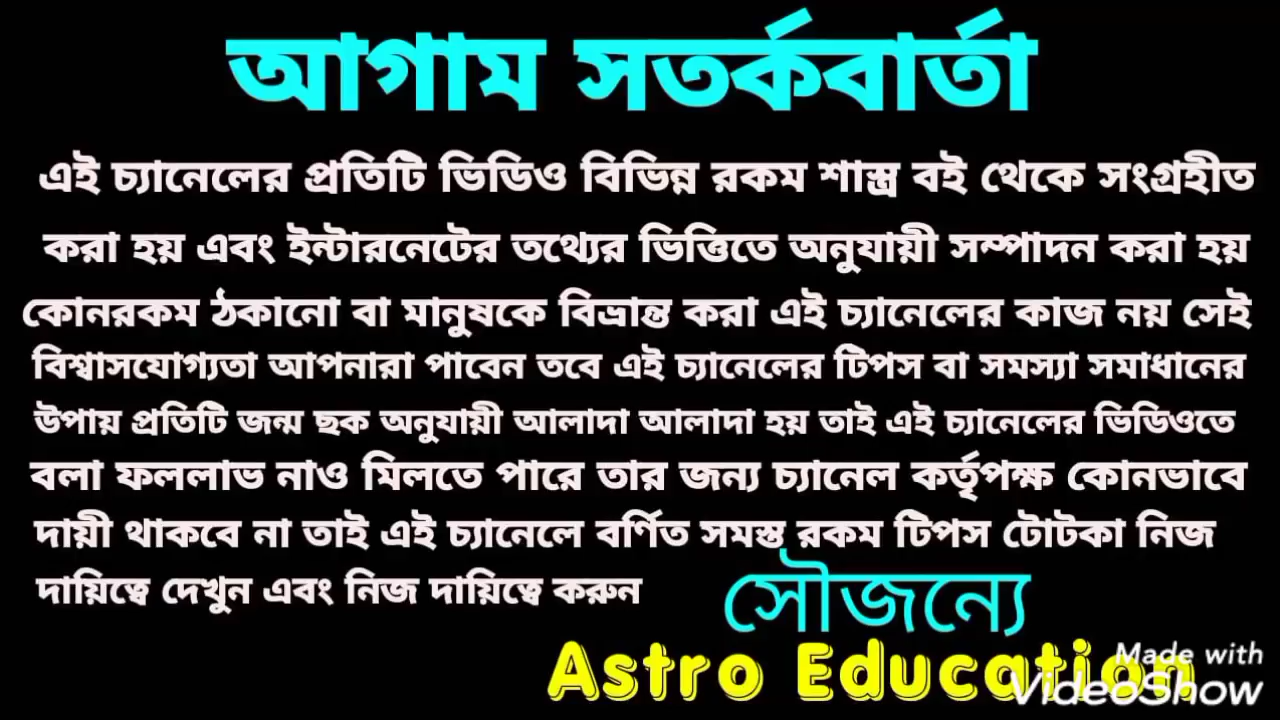 আগাম সতর্কবার্তা
এই চ্যানেলের প্রতিটি ভিডিও বিভিন্ন রকম শাস্ত্র বই থেকে সংগ্রহীত
করা হয় এবং ইন্টারনেটের তথ্যের ভিত্তিতে অনুযায়ী সম্পাদন করা হয়
কোনরকম ঠকানো বা মানুষকে বিভ্রান্ত করা এই চ্যানেলের কাজ নয় সেই
বিশ্বাসযোগ্যতা আপনারা পাবেন তবে এই চ্যানেলের টিপস বা সমস্যা সমাধানের
উপায় প্রতিটি জন্ম ছক অনুযায়ী আলাদা আলাদা হয় তাই এই চ্যানেলের ভিডিওতে
বলা ফললাভ নাও মিলতে পারে তার জন্য চ্যানেল কর্তৃপক্ষ কোনভাবে
দায়ী থাকবে না তাই এই চ্যানেলে বর্ণিত সমস্ত রকম টিপস টোটকা নিজ
দায়িত্বে দেখুন এবং নিজ দায়িত্বে করুন
সৌজন্যে
Astro Education
Made with
VideoShow